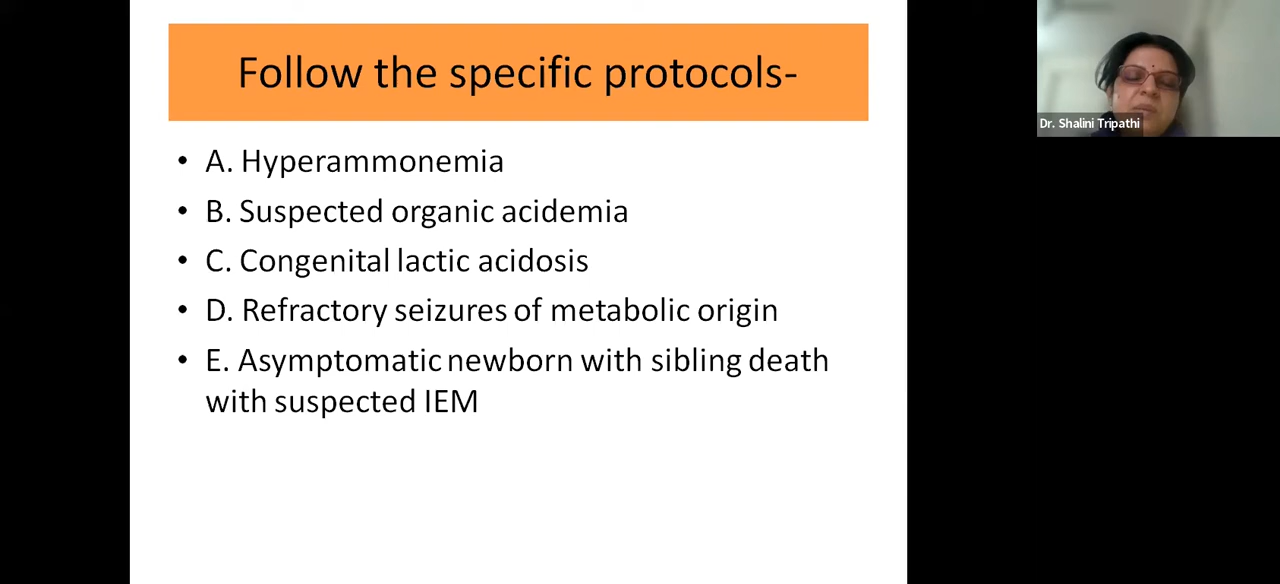 Follow the specific protocols-
• A. Hyperammonemia
• B. Suspected organic acidemia
• C. Congenital lactic acidosis
• D. Refractory seizures of metabolic origin
• E. Asymptomatic newborn with sibling death
with suspected IEM
Dr. Shalini Tripathi